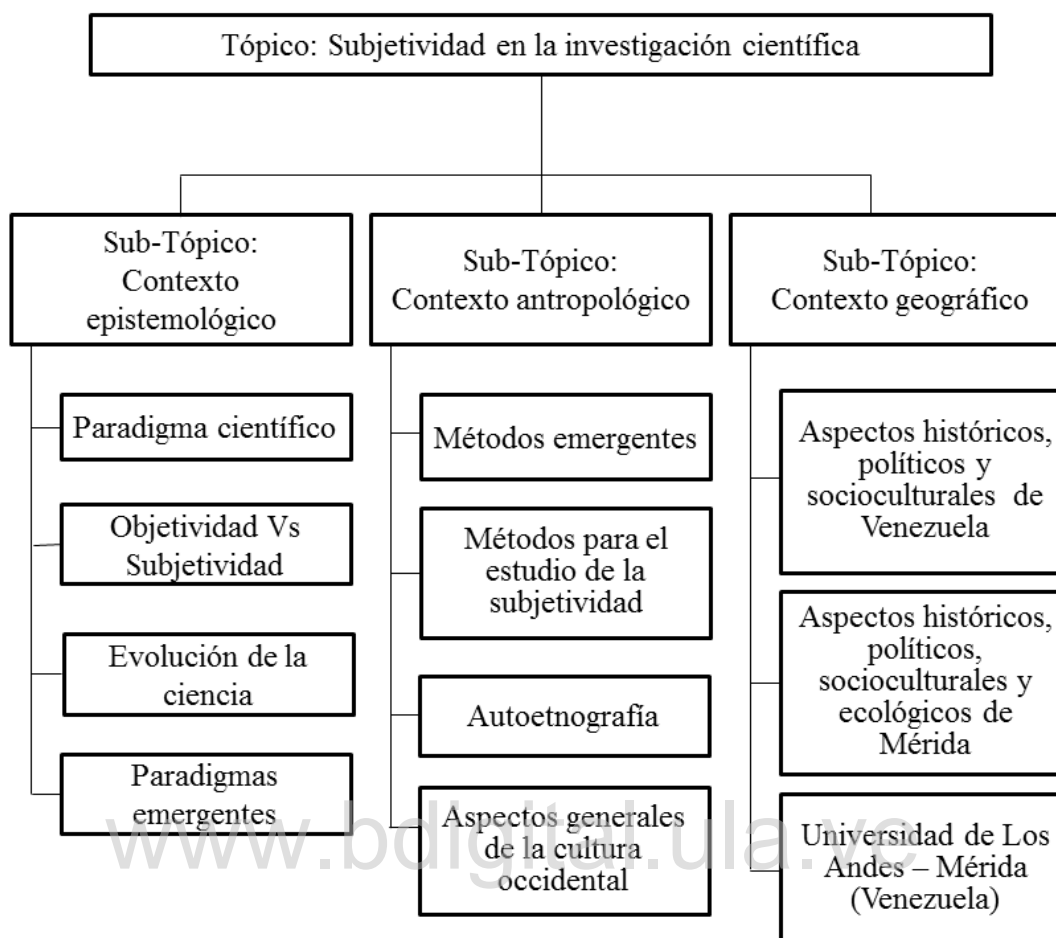 Tópico: Subjetividad en la investigación científica
Sub-Tópico:
Contexto
epistemológico
Paradigma científico
Objetividad Vs
Subjetividad
Evolución de la
ciencia
Paradigmas
emergentes
Sub-Tópico:
Contexto antropológico
Métodos emergentes
Métodos para el
estudio de la
subjetividad
Autoetnografía
Aspectos generales
de la cultura
occidental
Sub-Tópico:
Contexto geográfico
Aspectos históricos,
políticos y
socioculturales de
Venezuela
Aspectos históricos,
políticos,
socioculturales y
ecológicos de
Mérida
Universidad de Los
Andes – Mérida
(Venezuela)
www.bdigital.ula.ve